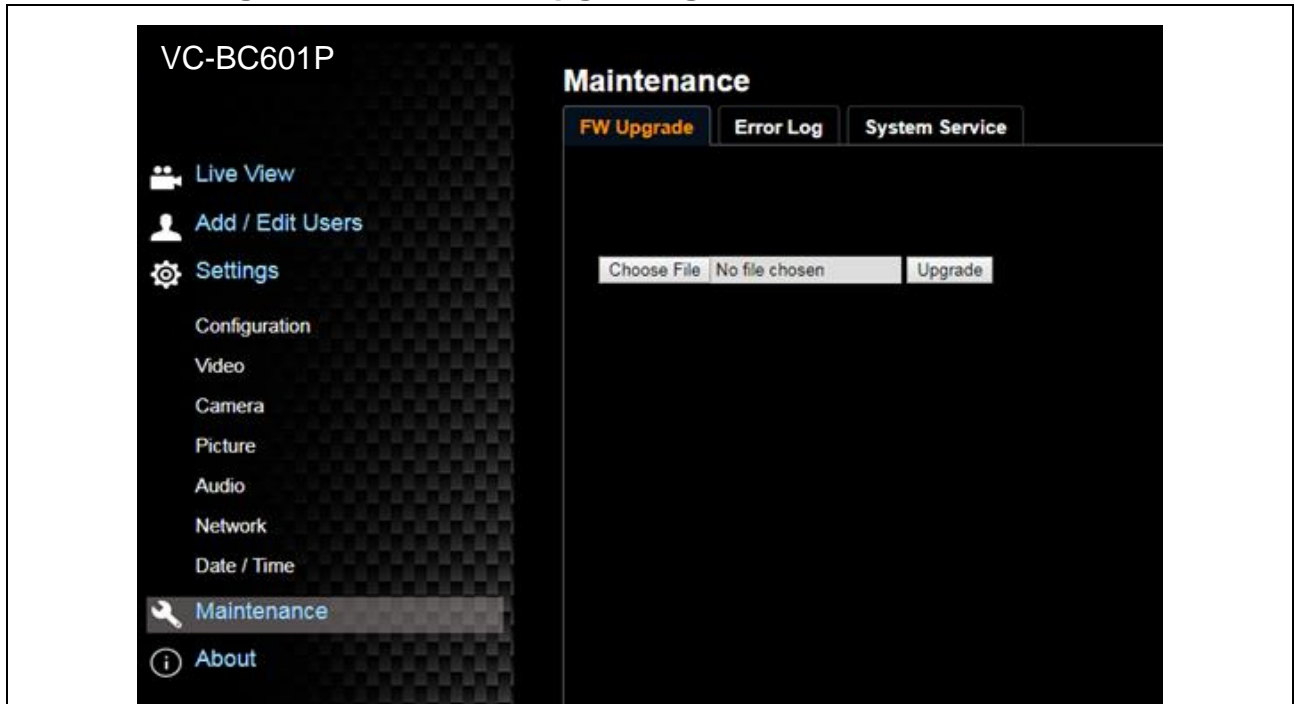 VC-BC601P
Maintenance
FW Upgrade Error Log System Service
Live View
Add / Edit Users
Settings
Choose File No file chosen Upgrade
Configuration
Video
Camera
Picture
Audio
Network
Date / Time
Maintenance
About